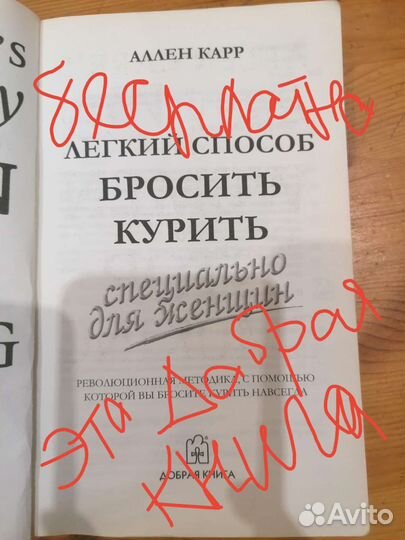 's
y
N
G
АЛЛЕН КАРР
бесплатно
ЛЕГКИЙ СПОСОБ
БРОСИТЬ
КУРИТЬ
специально
для женщин
РЕВОЛЮЦИОННАЯ МЕТОДИКА, С ПОМОЩЬЮ
КОТОРОЙ ВЫ БРОСИТЕ КУРИТЬ НАВСЕГДА
эта Добрая
книга
ДОБРАЯ КНИГА
Avito